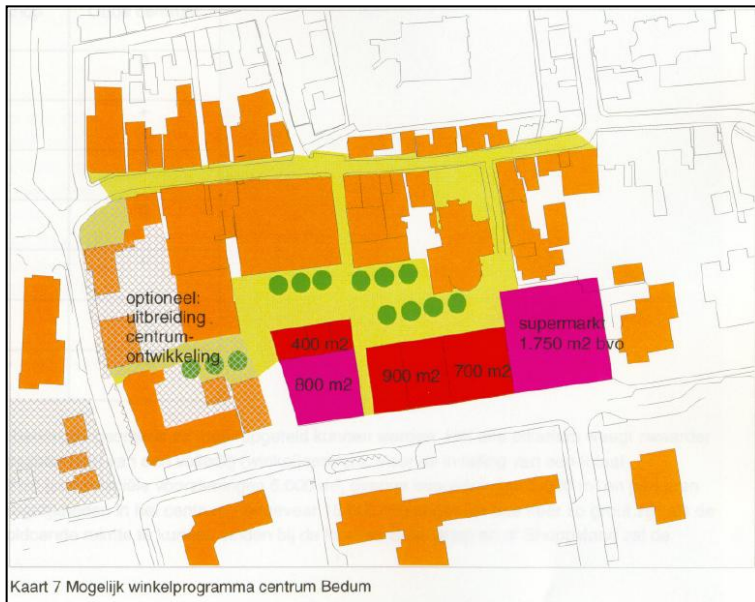 optioneel:
uitbreiding
centrum-
ontwikkeling
400 m2
800 m2
900 m2
700 m2
supermarkt
1.750 m2 bvo
Kaart 7 Mogelijk winkelprogramma centrum Bedum